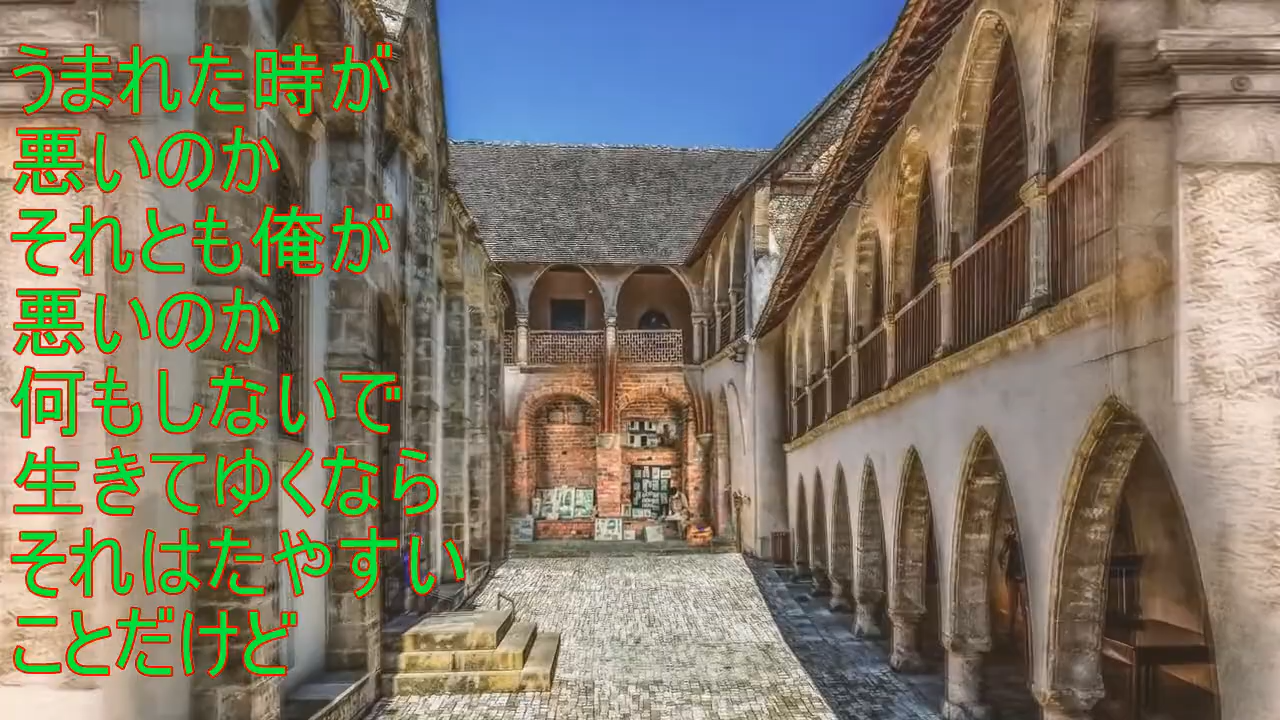 うまれた時が
悪いのか
それとも俺が
悪いのか
何もしないで
生きてゆくなら
それはたやすい
ことだけど